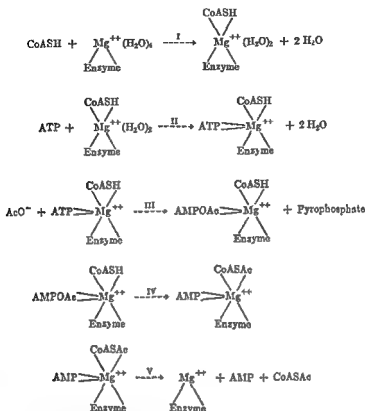 CoASH
I
CoASH + Mg++(H₂O)₄ → Mg++(H₂O)₂ + 2 H₂O
Enzyme Enzyme
CoASH CoASH
II
ATP + Mg++(H₂O)₂ → ATP Mg++ + 2 H₂O
Enzyme Enzyme
CoASH CoASH
III
AcO⁻ + ATP Mg++ → AMPOAc Mg++ + Pyrophosphate
Enzyme Enzyme
CoASH CoASAc
IV
AMPOAc Mg++ → AMP Mg++
Enzyme Enzyme
CoASAc
V
AMP Mg++ → Mg++ + AMP + CoASAc
Enzyme Enzyme